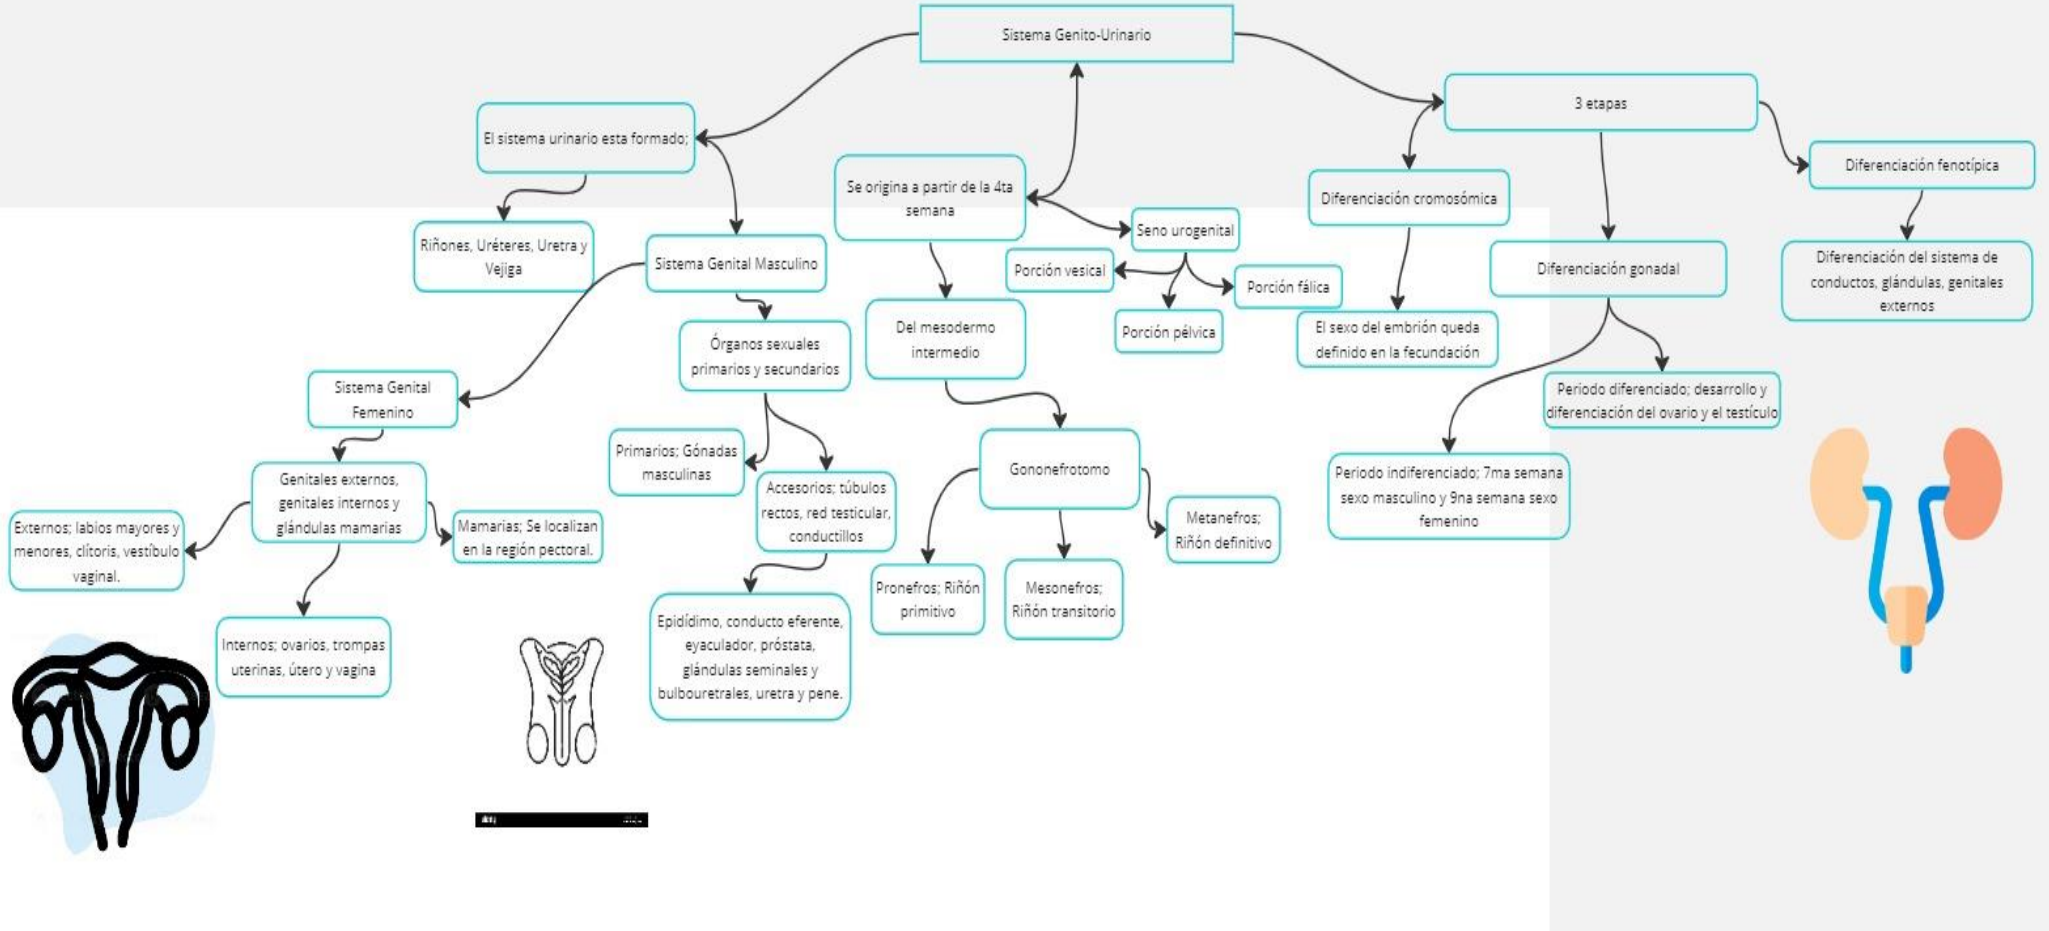 Sistema Genito-Urinario
3 etapas
El sistema urinario esta formado;
Diferenciación fenotípica
Se origina a partir de la 4ta
semana
Diferenciación cromosómica
Seno urogenital
Riñones, Uréteres, Uretra y
Vejiga
Sistema Genital Masculino
Porción vesical
Porción fálica
Porción pélvica
Diferenciación gonadal
Diferenciación del sistema de
conductos, glándulas, genitales
externos
Del mesodermo
intermedio
El sexo del embrión queda
definido en la fecundación
Órganos sexuales
primarios y secundarios
Sistema Genital
Femenino
Periodo diferenciado; desarrollo y
diferenciación del ovario y el testículo
Primarios; Gónadas
masculinas
Gononefrotomo
Periodo indiferenciado; 7ma semana
sexo masculino y 9na semana sexo
femenino
Genitales externos,
genitales internos y
glándulas mamarias
Accesorios; túbulos
rectos, red testicular,
conductillos
Externos; labios mayores y
menores, clítoris, vestíbulo
vaginal.
Mamarias; Se localizan
en la región pectoral.
Metanefros;
Riñón definitivo
Pronefros; Riñón
primitivo
Mesonefros;
Riñón transitorio
Internos; ovarios, trompas
uterinas, útero y vagina
Epidídimo, conducto eferente,
eyaculador, próstata,
glándulas seminales y
bulbouretrales, uretra y pene.